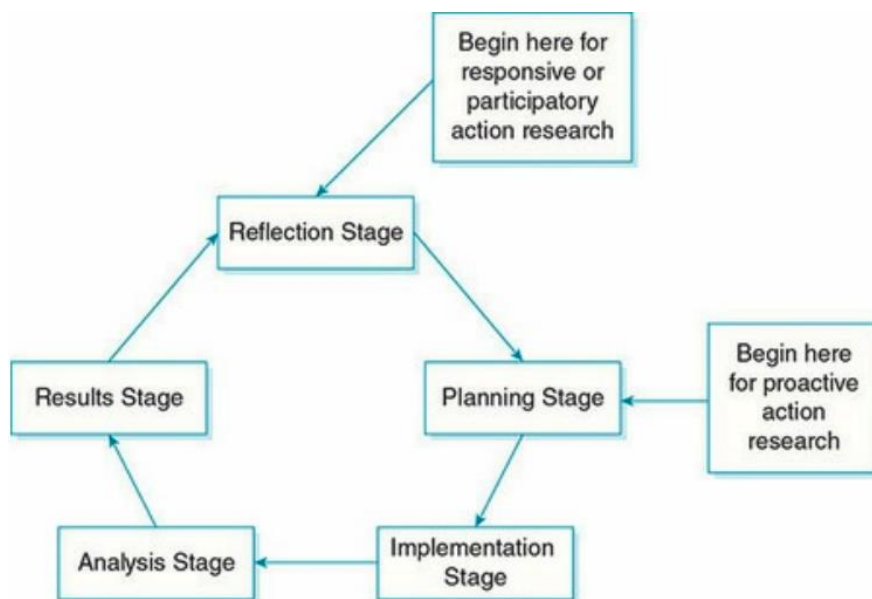 Begin here for
responsive or
participatory
action research
Reflection Stage
Results Stage
Planning Stage
Begin here
for proactive
action
research
Analysis Stage
Implementation
Stage